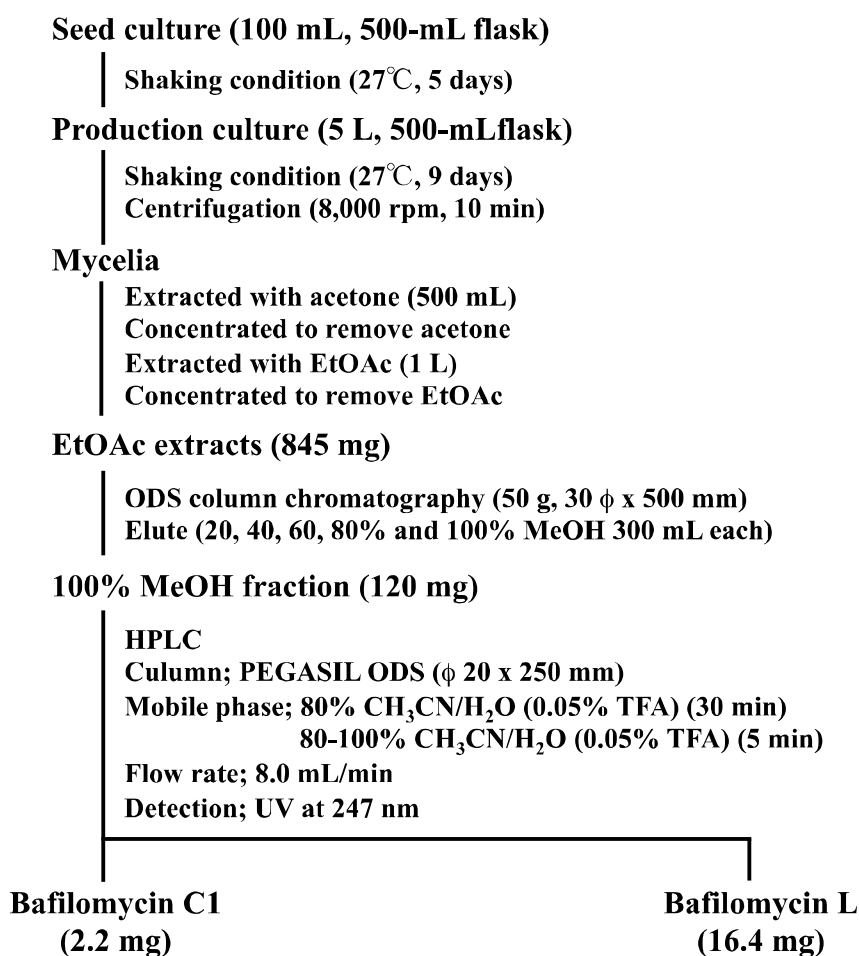 Seed culture (100 mL, 500-mL flask)
Shaking condition (27℃, 5 days)
Production culture (5 L, 500-mLflask)
Shaking condition (27℃, 9 days)
Centrifugation (8,000 rpm, 10 min)
Mycelia
Extracted with acetone (500 mL)
Concentrated to remove acetone
Extracted with EtOAc (1 L)
Concentrated to remove EtOAc
EtOAc extracts (845 mg)
ODS column chromatography (50 g, 30 ϕ x 500 mm)
Elute (20, 40, 60, 80% and 100% MeOH 300 mL each)
100% MeOH fraction (120 mg)
HPLC
Culumn; PEGASIL ODS (ϕ 20 x 250 mm)
Mobile phase; 80% CH₃CN/H₂O (0.05% TFA) (30 min)
80-100% CH₃CN/H₂O (0.05% TFA) (5 min)
Flow rate; 8.0 mL/min
Detection; UV at 247 nm
Bafilomycin C1
(2.2 mg)
Bafilomycin L
(16.4 mg)